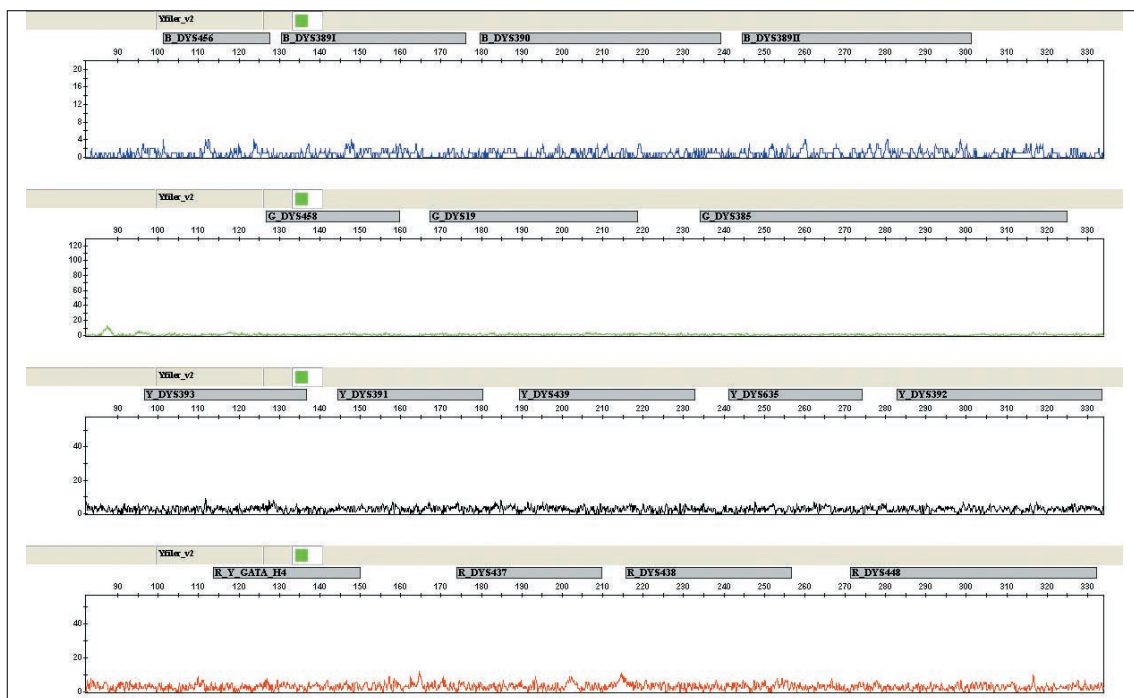 Yfiler_v2
B_DYS456 B_DYS389I B_DYS390 B_DYS389II
90 100 110 120 130 140 150 160 170 180 190 200 210 220 230 240 250 260 270 280 290 300 310 320 330
20
16
12
8
4
0
Yfiler_v2
G_DYS458 G_DYS19 G_DYS385
90 100 110 120 130 140 150 160 170 180 190 200 210 220 230 240 250 260 270 280 290 300 310 320 330
120
100
80
60
40
20
0
Yfiler_v2
Y_DYS393 Y_DYS391 Y_DYS439 Y_DYS635 Y_DYS392
90 100 110 120 130 140 150 160 170 180 190 200 210 220 230 240 250 260 270 280 290 300 310 320 330
40
20
0
Yfiler_v2
R_Y_GATA_H4 R_DYS437 R_DYS438 R_DYS448
90 100 110 120 130 140 150 160 170 180 190 200 210 220 230 240 250 260 270 280 290 300 310 320 330
40
20
0